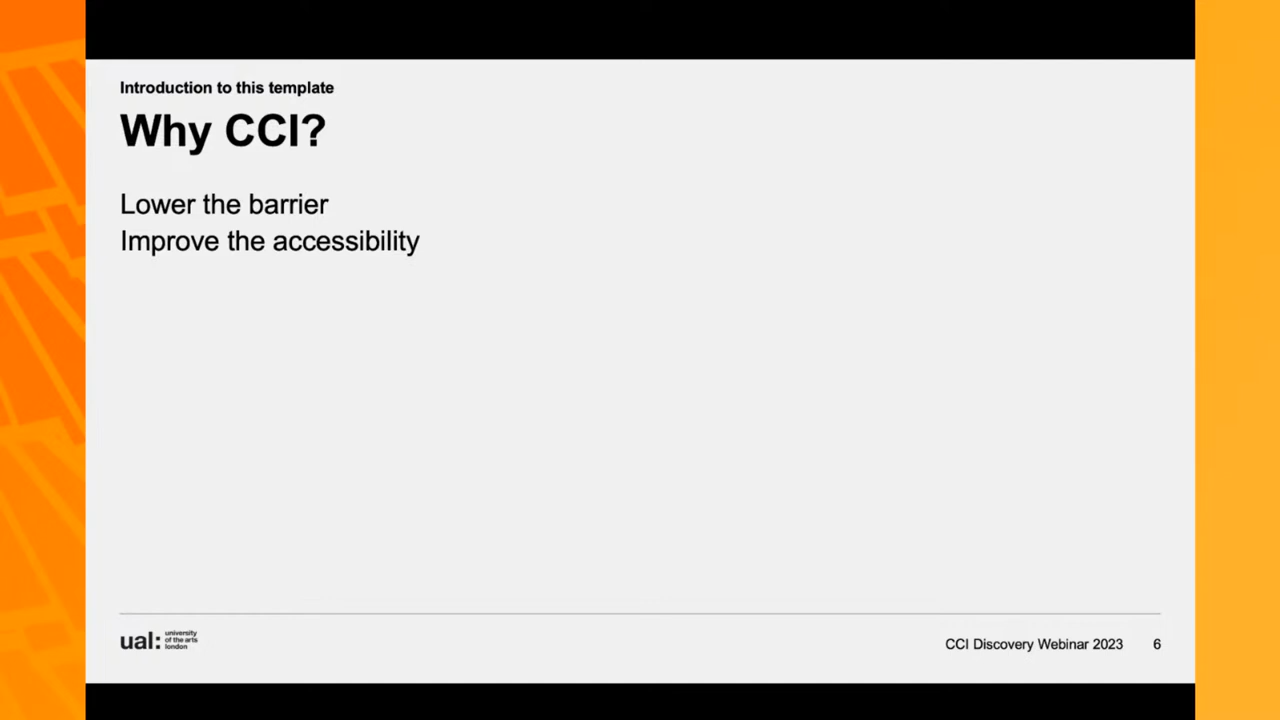 Introduction to this template
Why CCI?
Lower the barrier
Improve the accessibility
ual: university
of the arts
london
CCI Discovery Webinar 2023 6